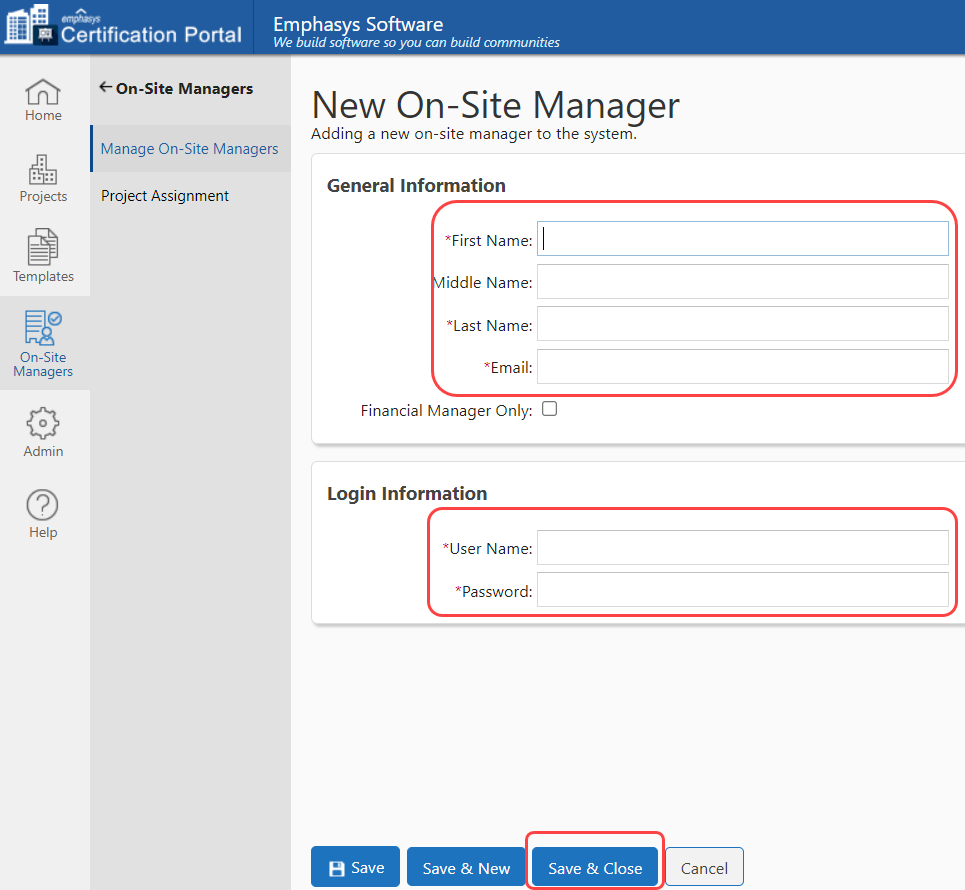 emphasys
Certification Portal
Emphasys Software
We build software so you can build communities
Home
Projects
Templates
On-Site
Managers
Admin
Help
On-Site Managers
Manage On-Site Managers
Project Assignment
New On-Site Manager
Adding a new on-site manager to the system.
General Information
*First Name:
Middle Name:
*Last Name:
*Email:
Financial Manager Only:
Login Information
*User Name:
*Password:
Save
Save & New
Save & Close
Cancel